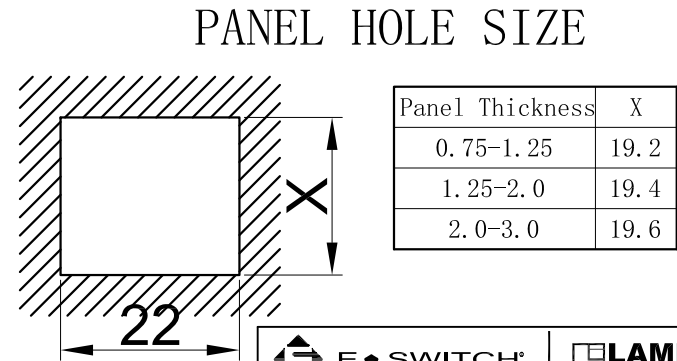 PANEL HOLE SIZE
Panel Thickness X
0.75-1.25 19.2
1.25-2.0 19.4
2.0-3.0 19.6
X
22
E SWITCH